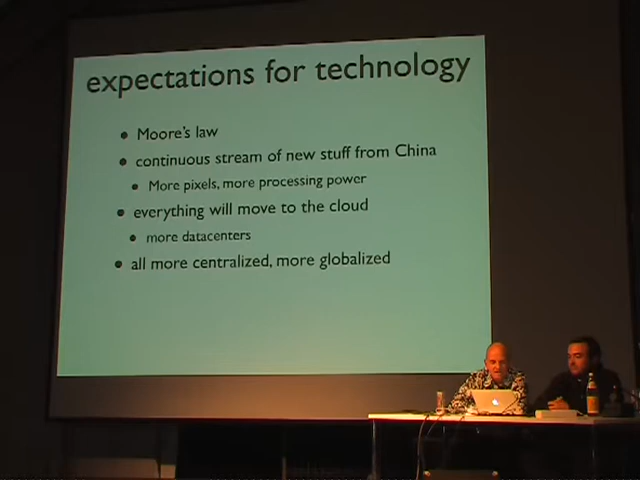 expectations for technology
Moore's law
continuous stream of new stuff from China
More pixels, more processing power
everything will move to the cloud
more datacenters
all more centralized, more globalized